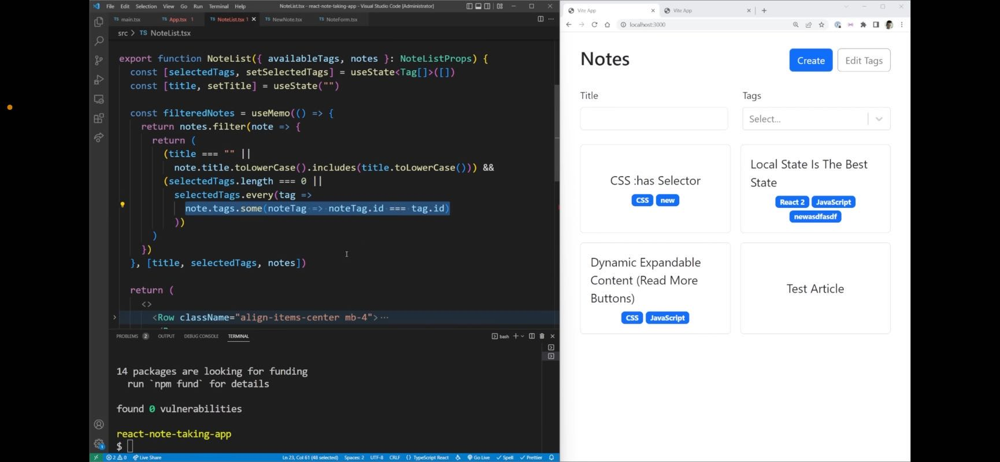 File Edit Selection View Go Run Terminal Help NoteList.tsx - react-note-taking-app - Visual Studio Code [Administrator]
TS main.tsx TS App.tsx 1 TS NoteList.tsx 1 TS NewNote.tsx TS NoteForm.tsx
src > TS NoteList.tsx
export function NoteList({ availableTags, notes }: NoteListProps) {
const [selectedTags, setSelectedTags] = useState<Tag[]>([])
const [title, setTitle] = useState("")
const filteredNotes = useMemo(() => {
return notes.filter(note => {
return (
(title === "" ||
note.title.toLowerCase().includes(title.toLowerCase())) &&
(selectedTags.length === 0 ||
selectedTags.every(tag =>
note.tags.some(noteTag => noteTag.id === tag.id)
))
)
})
}, [title, selectedTags, notes])
return (
<>
<Row className="align-items-center mb-4"> ···
PROBLEMS 2 OUTPUT DEBUG CONSOLE TERMINAL bash
14 packages are looking for funding
run `npm fund` for details
found 0 vulnerabilities
react-note-taking-app
$
2 0 Live Share Ln 23, Col 61 (48 selected) Spaces: 2 UTF-8 CRLF {} TypeScript React Go Live Spell Prettier
Vite App Vite App
localhost:3000
Notes
Create Edit Tags
Title Tags
Select...
CSS :has Selector
CSS new
Local State Is The Best
State
React 2 JavaScript
newasdfasdf
Dynamic Expandable
Content (Read More
Buttons)
CSS JavaScript
Test Article